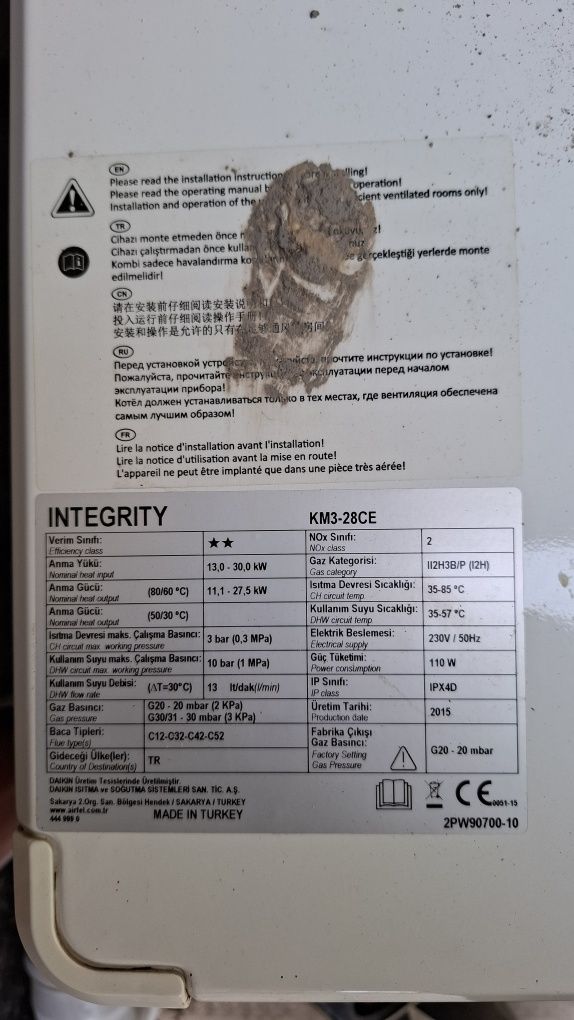 EN
Please read the installation instruction
lling!
Please read the operating manual b
operation!
Installation and operation of the
cient ventilated rooms only!
TR
Cihazı monte etmeden önce
Cihazı çalıştırmadan önce kullan
Kombi sadece havalandırma
gerçekleştiği yerlerde monte
edilmelidir!
CN
请在安装前仔细阅读安装说明
投入运行前仔细阅读操作手册
安装和操作是允许的只有在
通风
房间
RU
Перед установкой
прочтите инструкции по установке!
Пожалуйста, прочитайте
эксплуатации перед началом
эксплуатации прибора!
Котёл должен устанавливаться только в тех местах, где вентиляция обеспечена
самым лучшим образом!
FR
Lire la notice d'installation avant l'installation!
Lire la notice d'utilisation avant la mise en route!
L'appareil ne peut être implanté que dans une pièce très aérée!
INTEGRITY KM3-28CE
Verim Sınıfı: ★★
Efficiency class
NOx Sınıfı: 2
NOx class
Anma Yükü: 13,0 - 30,0 kW
Nominal heat input
Gaz Kategorisi: II2H3B/P (I2H)
Gas category
Anma Gücü: (80/60 °C) 11,1 - 27,5 kW
Nominal heat output
Isıtma Devresi Sıcaklığı: 35-85 °C
CH circuit temp.
Anma Gücü: (50/30 °C)
Nominal heat output
Kullanım Suyu Sıcaklığı: 35-57 °C
DHW circuit temp
Isıtma Devresi maks. Çalışma Basıncı: 3 bar (0,3 MPa)
CH circuit max. working pressure
Elektrik Beslemesi: 230V / 50Hz
Electrical supply
Kullanım Suyu maks. Çalışma Basıncı: 10 bar (1 MPa)
DHW circuit max. working pressure
Güç Tüketimi: 110 W
Power consumption
Kullanım Suyu Debisi: (ΔT=30°C) 13 lt/dak(l/min)
DHW flow rate
IP Sınıfı: IPX4D
IP class
Gaz Basıncı: G20 - 20 mbar (2 KPa)
Gas pressure G30/31 - 30 mbar (3 KPa)
Üretim Tarihi: 2015
Production date
Baca Tipleri: C12-C32-C42-C52
Flue type(s)
Fabrika Çıkışı
Gaz Basıncı:
Factory Setting
Gas Pressure
G20 - 20 mbar
Gideceği Ülke(ler): TR
Country of Destination(s)
DAIKIN Üretim Tesislerinde Üretilmiştir.
DAIKIN ISITMA ve SOĞUTMA SİSTEMLERİ SAN. TİC. A.Ş.
Sakarya 2.Org. San. Bölgesi Hendek / SAKARYA / TURKEY
www.airfel.com.tr
444 999 0
MADE IN TURKEY
CE 0051-15
2PW90700-10